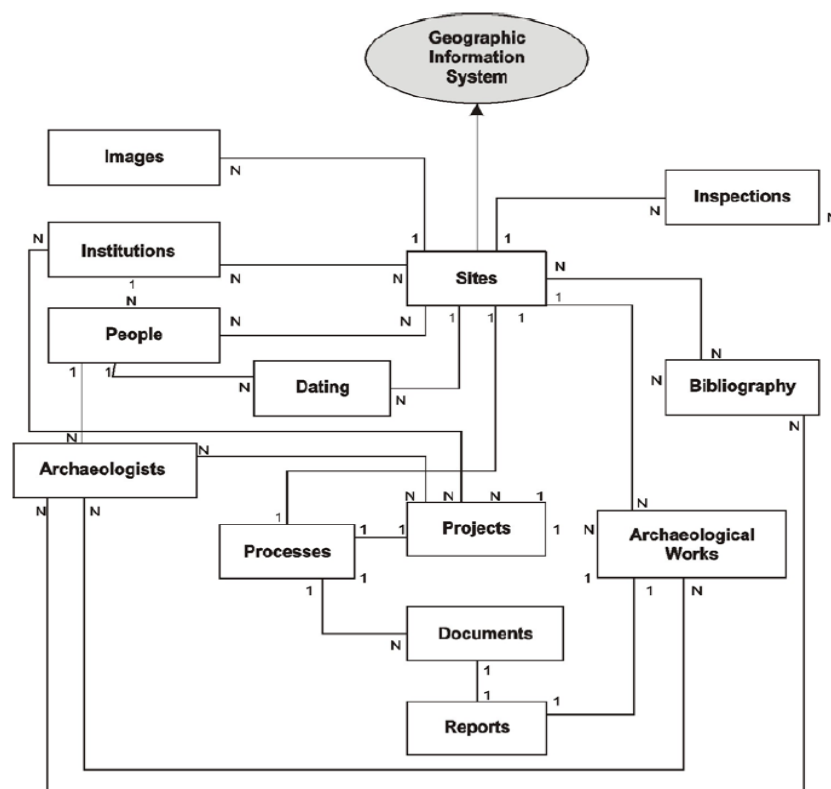 Geographic
Information
System
Images
N
Inspections
N
N
N
Institutions
1
1
N
N
Sites
N
1
1
N
People
N
N
1
1
1
N
1
1
N
Bibliography
N
Dating
N
N
N
N
Archaeologists
N
N
N
N
N
N
N
1
N
1
Processes
1
1
Projects
1
N
Archaeological
Works
1
1
1
1
N
N
Documents
1
1
1
Reports